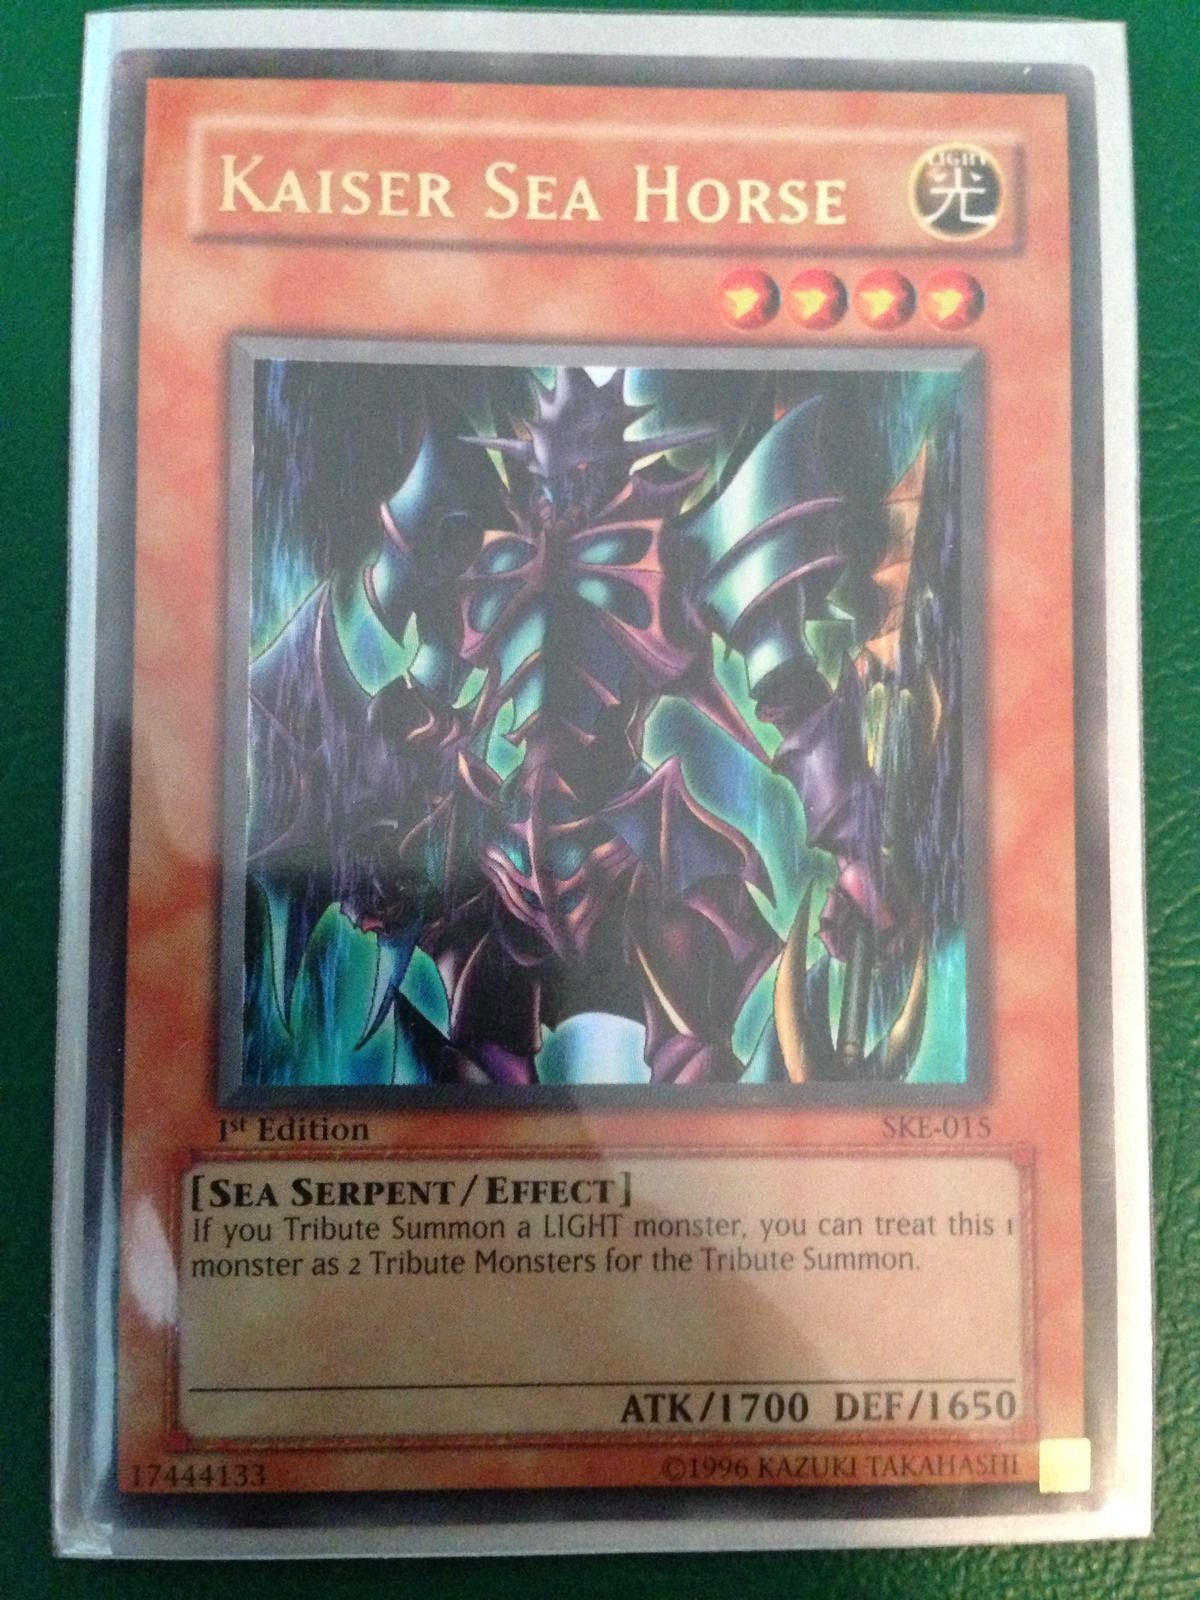 KAISER SEA HORSE
LIGHT
光
1st Edition
SKE-015
[SEA SERPENT/EFFECT]
If you Tribute Summon a LIGHT monster, you can treat this 1
monster as 2 Tribute Monsters for the Tribute Summon.
ATK/1700 DEF/1650
17444133
©1996 KAZUKI TAKAHASHI